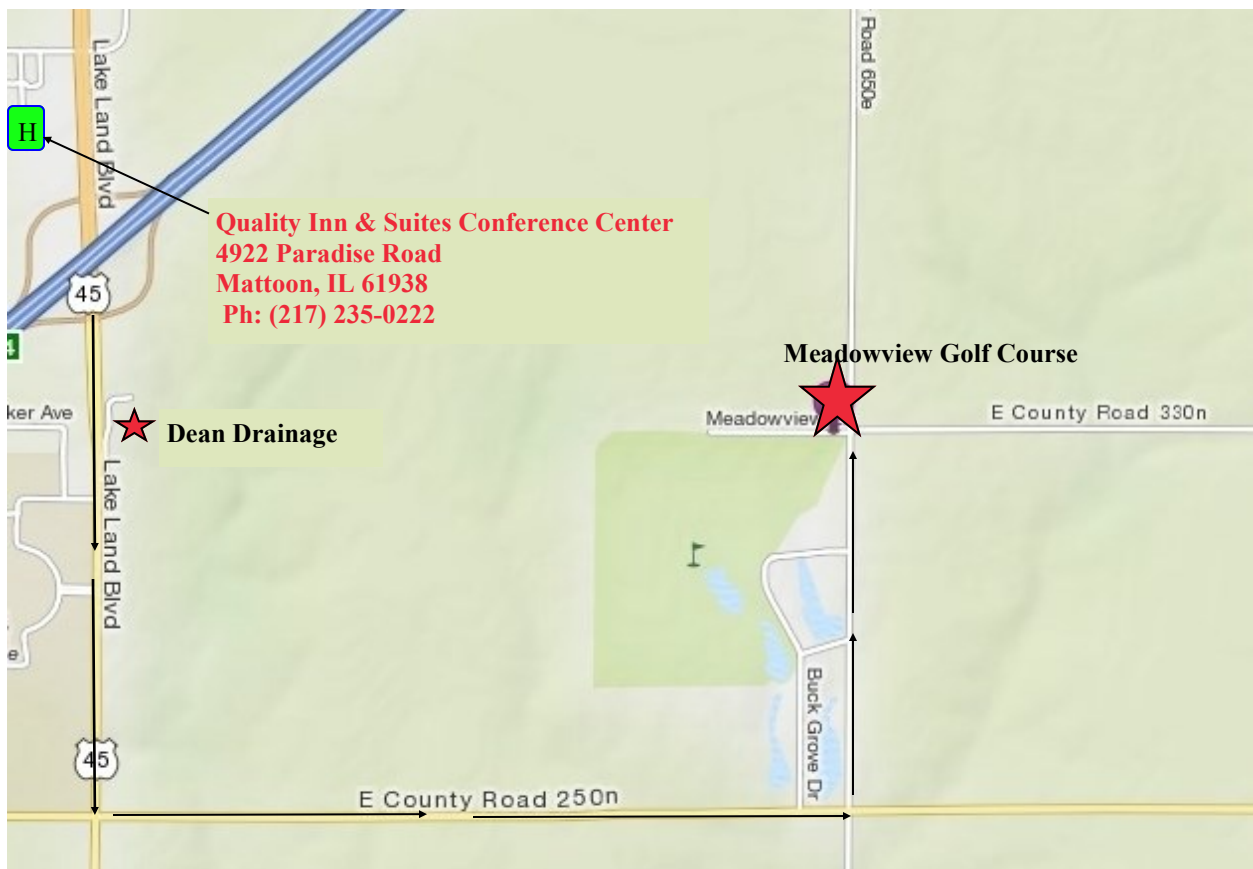 Lake Land Blvd
Road 650e
H
Quality Inn & Suites Conference Center
4922 Paradise Road
Mattoon, IL 61938
Ph: (217) 235-0222
45
4
Meadowview Golf Course
ker Ave
Dean Drainage
Meadowview
E County Road 330n
Lake Land Blvd
e
Buck Grove Dr
45
E County Road 250n